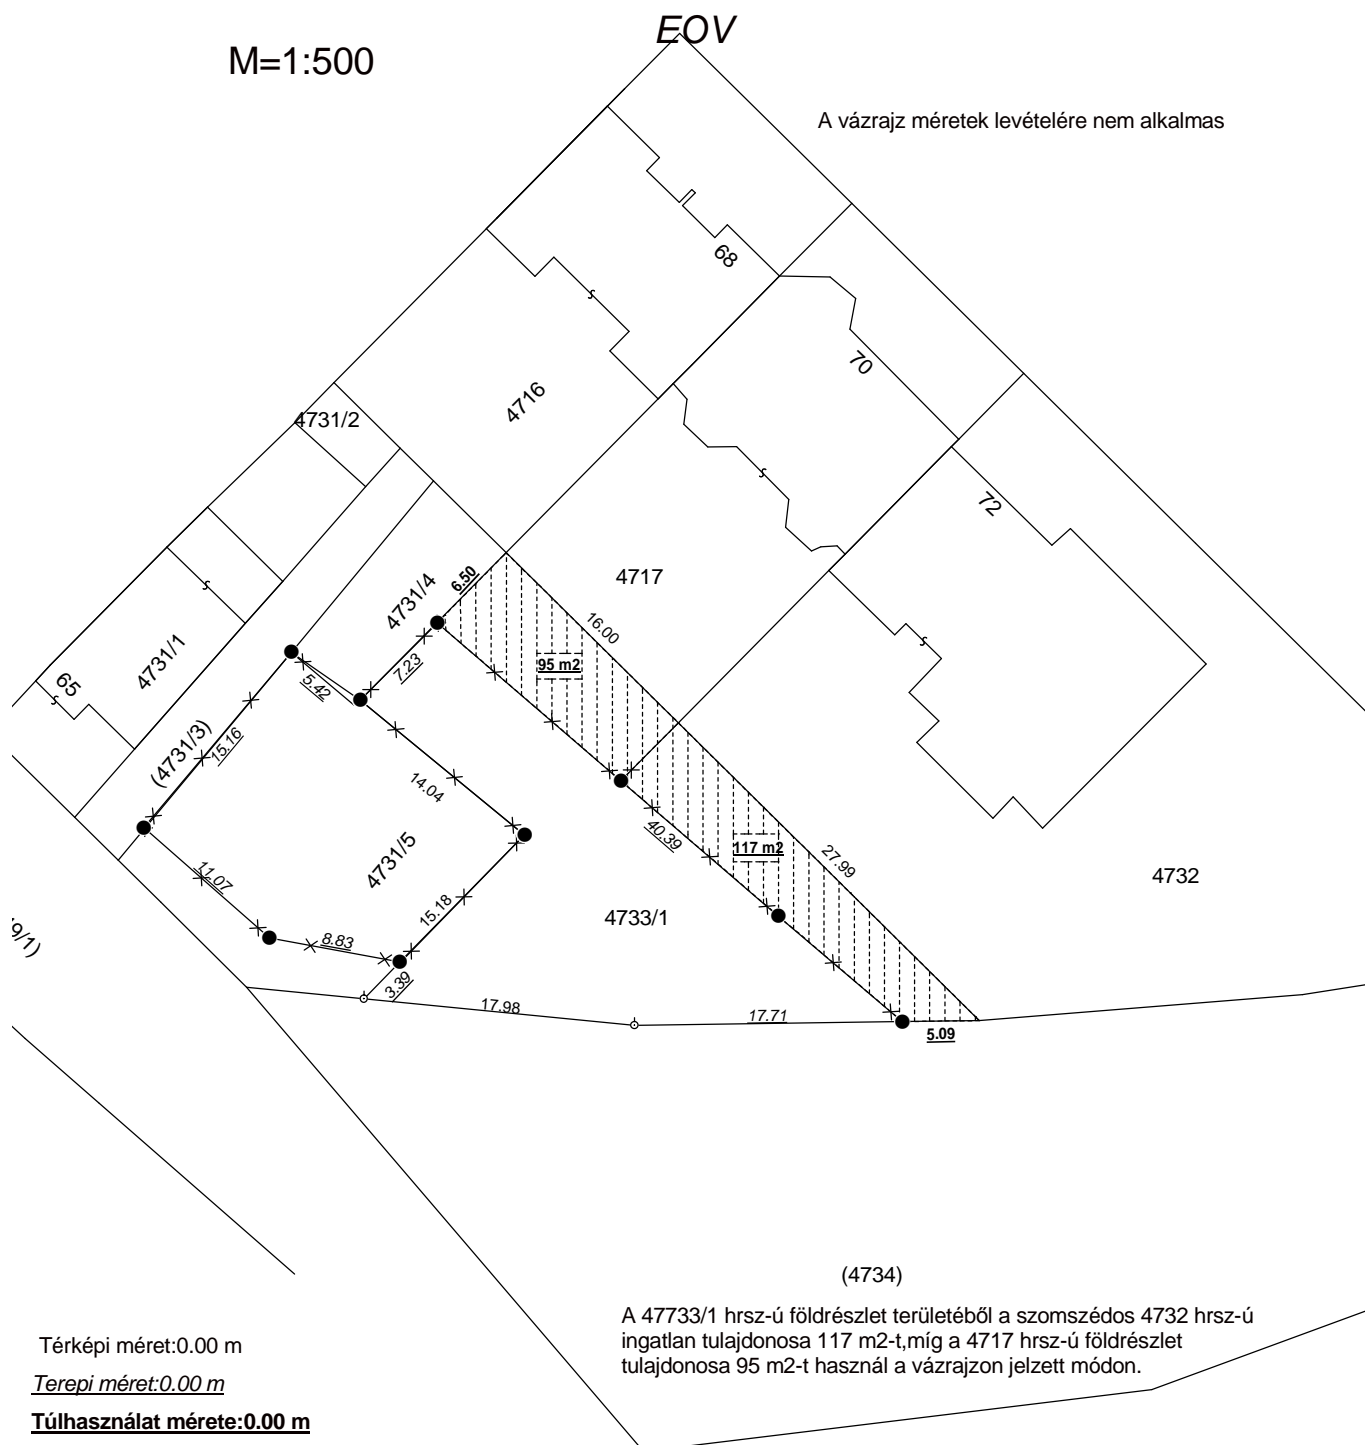 EOV
M=1:500
A vázrajz méretek levételére nem alkalmas
68
70
4716
4731/2
72
4717
6.50
4731/4
16.00
95 m2
7.23
5.42
4731/1
65
(4731/3)
15.16
14.04
40.39
117 m2
27.99
4732
4731/5
11.07
15.18
4733/1
8.83
9/1)
3.39
17.98
17.71
5.09
(4734)
A 47733/1 hrsz-ú földrészlet területéből a szomszédos 4732 hrsz-ú
ingatlan tulajdonosa 117 m2-t,míg a 4717 hrsz-ú földrészlet
tulajdonosa 95 m2-t használ a vázrajzon jelzett módon.
Térképi méret:0.00 m
Terepi méret:0.00 m
Túlhasználat mérete:0.00 m